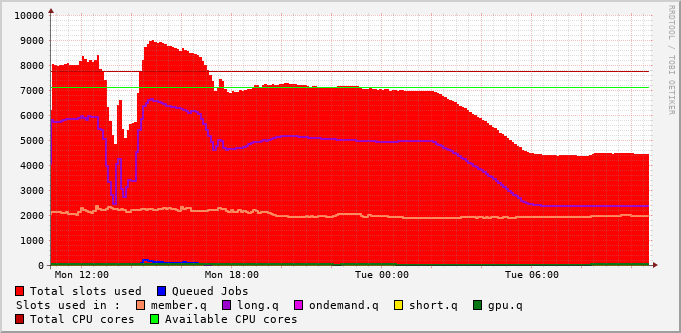 10000
9000
8000
7000
6000
5000
4000
3000
2000
1000
0
Mon 12:00 Mon 18:00 Tue 00:00 Tue 06:00
RRDTOOL / TOBI OETIKER
Total slots used Queued Jobs
Slots used in : member.q long.q ondemand.q short.q gpu.q
Total CPU cores Available CPU cores